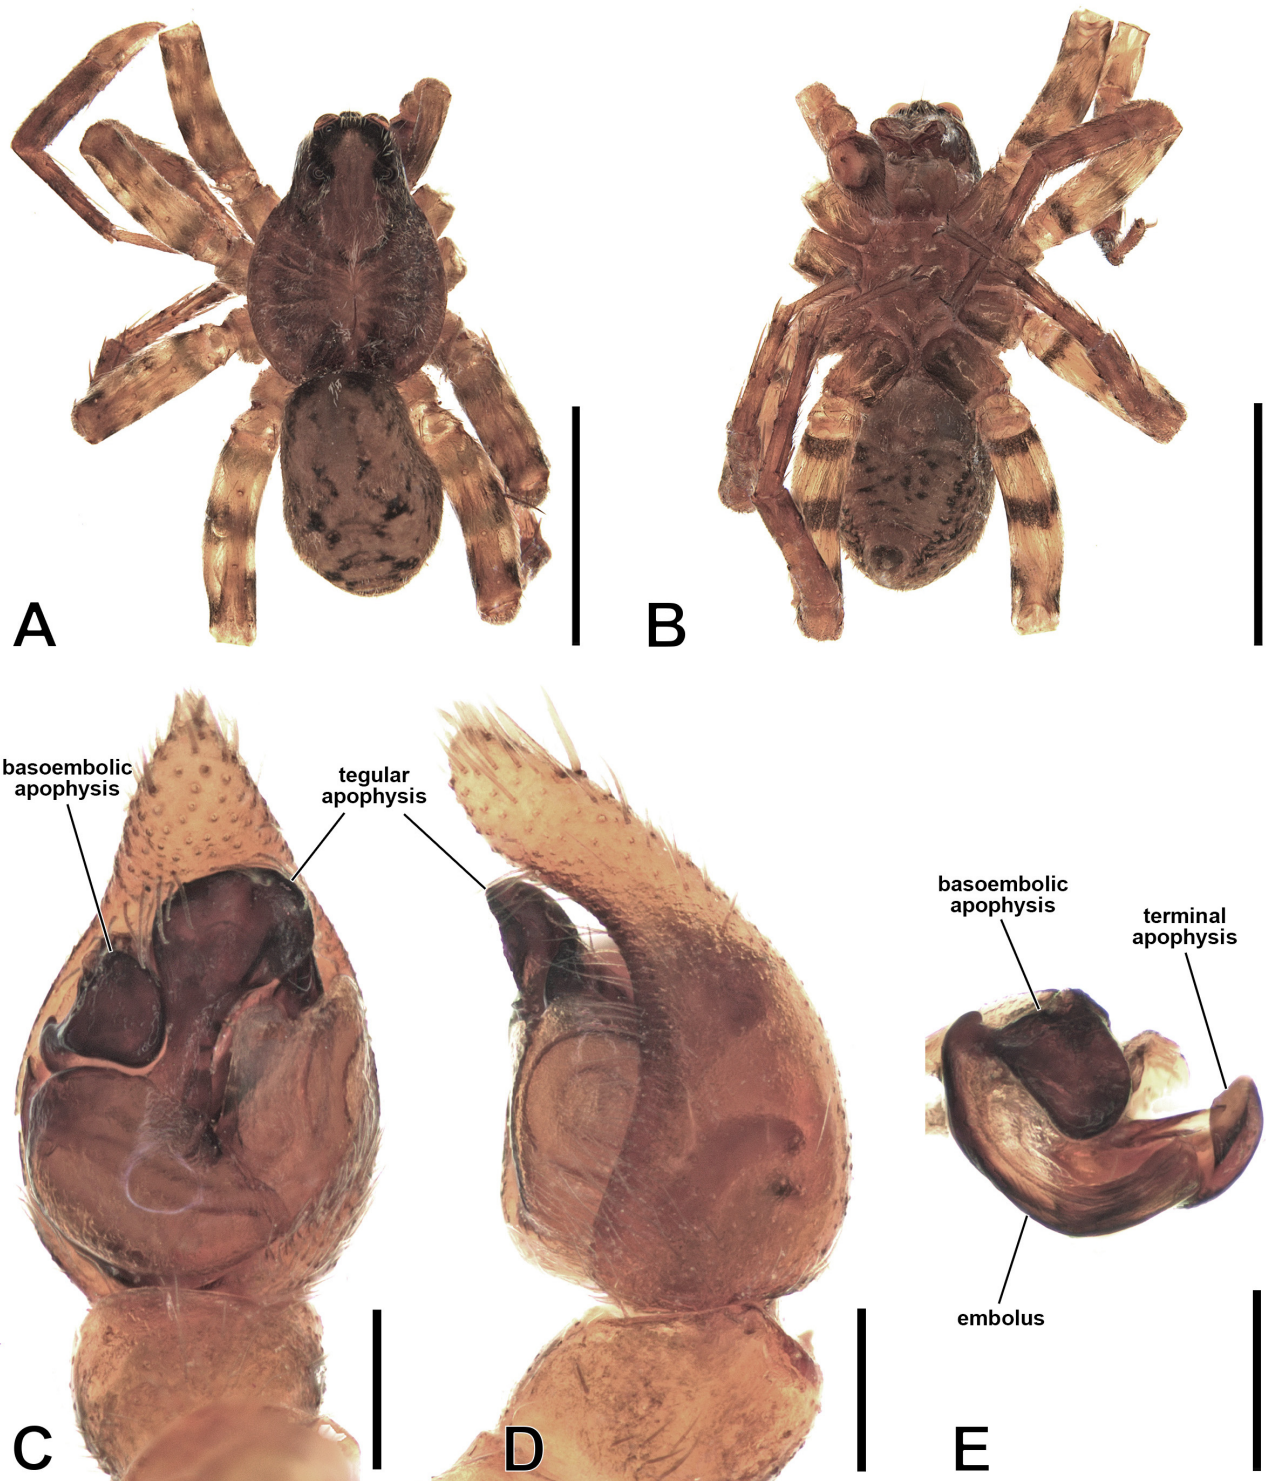 A
B
basoembolic
apophysis
tegular
apophysis
basoembolic
apophysis
terminal
apophysis
embolus
C
D
E